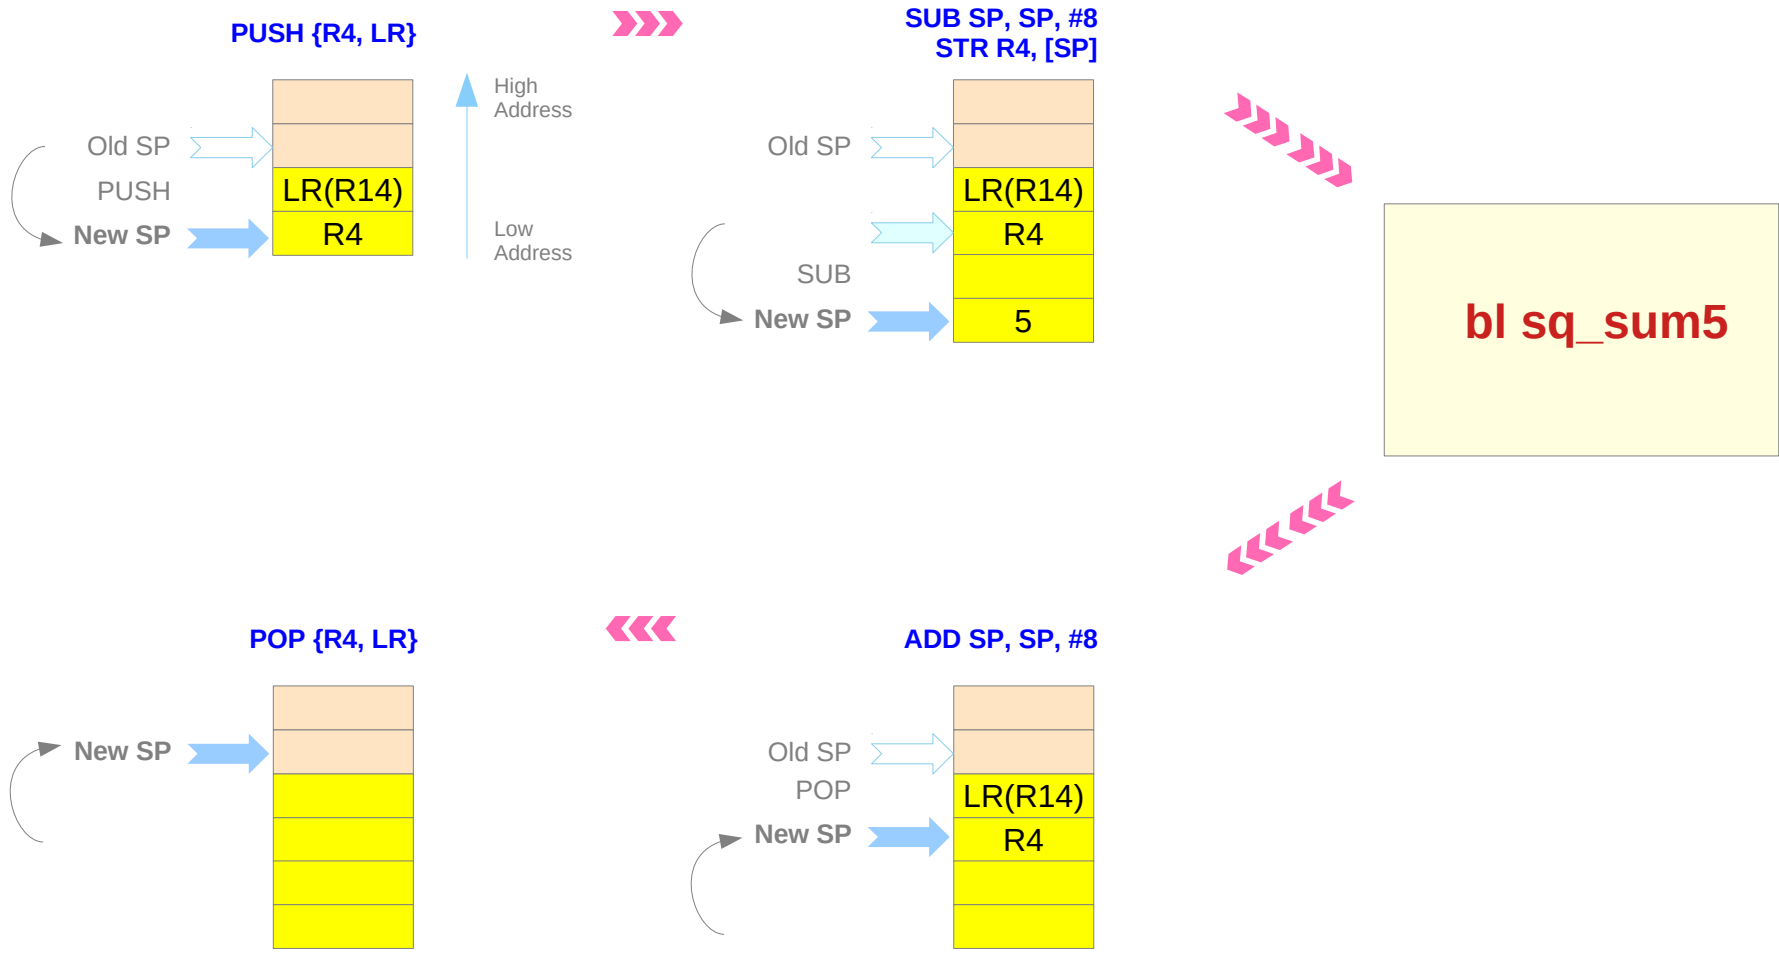 PUSH {R4, LR}
High
Address
Old SP
PUSH
LR(R14)
New SP
R4
Low
Address
SUB SP, SP, #8
STR R4, [SP]
Old SP
LR(R14)
R4
SUB
New SP
5
bl sq_sum5
POP {R4, LR}
New SP
ADD SP, SP, #8
Old SP
POP
LR(R14)
New SP
R4